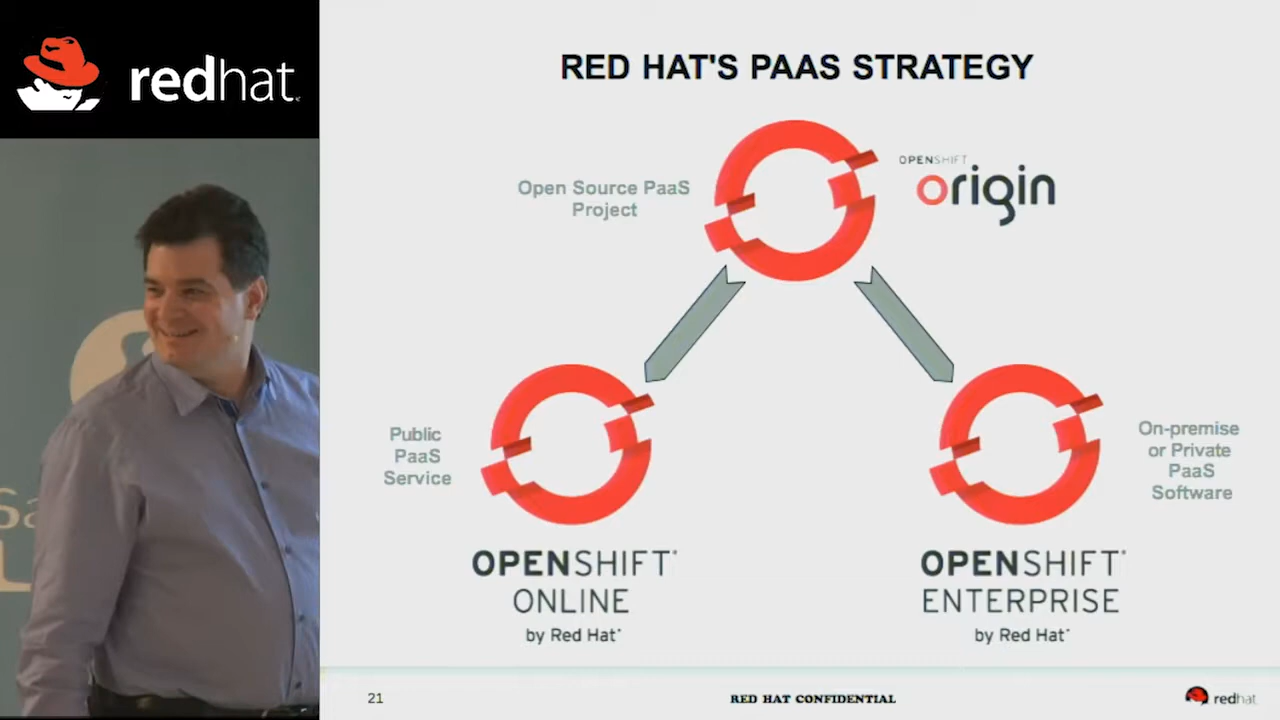 redhat.
RED HAT'S PAAS STRATEGY
Open Source PaaS
Project
OPENSHIFT
origin
Public
PaaS
Service
On-premise
or Private
PaaS
Software
OPENSHIFT
ONLINE
by Red Hat
OPENSHIFT
ENTERPRISE
by Red Hat
21
RED HAT CONFIDENTIAL
redhat